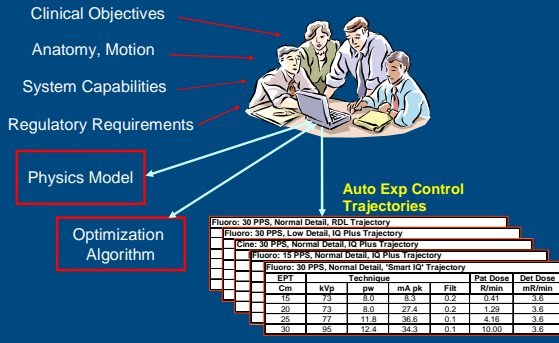 Clinical Objectives
Anatomy, Motion
System Capabilities
Regulatory Requirements
Physics Model
Optimization
Algorithm
Auto Exp Control
Trajectories
Fluoro: 30 PPS, Normal Detail, RDL Trajectory
Fluoro: 30 PPS, Low Detail, IQ Plus Trajectory
Cine: 30 PPS, Normal Detail, IQ Plus Trajectory
Fluoro: 15 PPS, Normal Detail, IQ Plus Trajectory
Fluoro: 30 PPS, Normal Detail, 'Smart IQ' Trajectory
EPT Technique Pat Dose Det Dose
Cm kVp pw mA pk Filt R/min mR/min
15 73 8.0 8.3 0.2 0.41 3.6
20 73 8.0 27.4 0.2 1.29 3.6
25 77 11.8 36.6 0.1 4.16 3.6
30 95 12.4 34.3 0.1 10.00 3.6